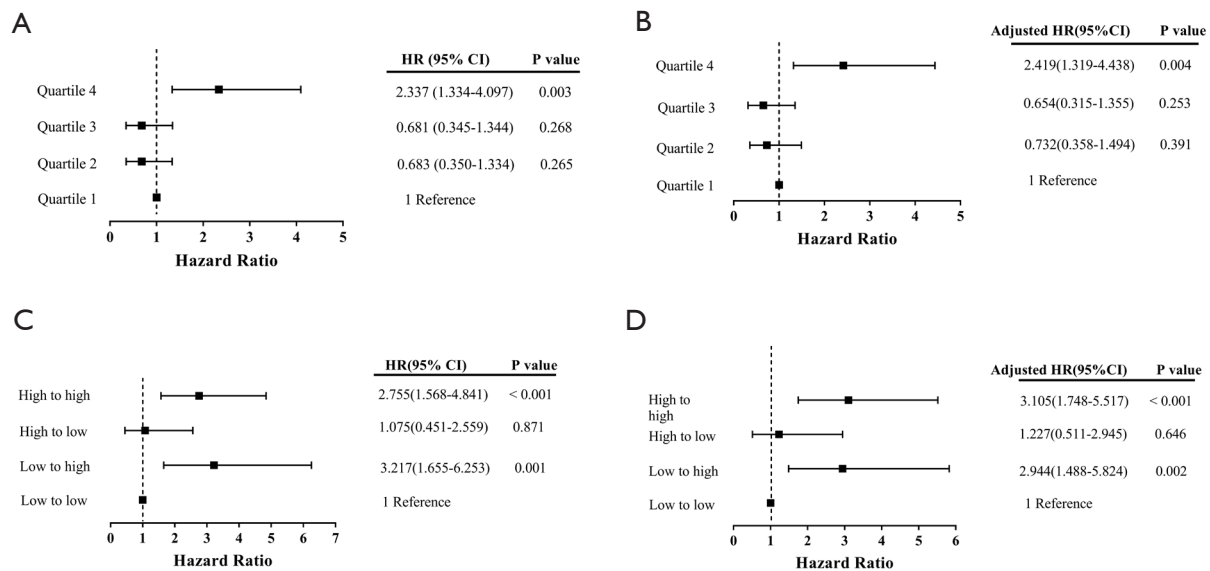 A
HR (95% CI) P value
Quartile 4 2.337 (1.334-4.097) 0.003
Quartile 3 0.681 (0.345-1.344) 0.268
Quartile 2 0.683 (0.350-1.334) 0.265
Quartile 1 1 Reference
0 1 2 3 4 5
Hazard Ratio
B
Adjusted HR(95%CI) P value
Quartile 4 2.419(1.319-4.438) 0.004
Quartile 3 0.654(0.315-1.355) 0.253
Quartile 2 0.732(0.358-1.494) 0.391
Quartile 1 1 Reference
0 1 2 3 4 5
Hazard Ratio
C
HR(95% CI) P value
High to high 2.755(1.568-4.841) < 0.001
High to low 1.075(0.451-2.559) 0.871
Low to high 3.217(1.655-6.253) 0.001
Low to low 1 Reference
0 1 2 3 4 5 6 7
Hazard Ratio
D
Adjusted HR(95%CI) P value
High to
high 3.105(1.748-5.517) < 0.001
High to low 1.227(0.511-2.945) 0.646
Low to high 2.944(1.488-5.824) 0.002
Low to low 1 Reference
0 1 2 3 4 5 6
Hazard Ratio